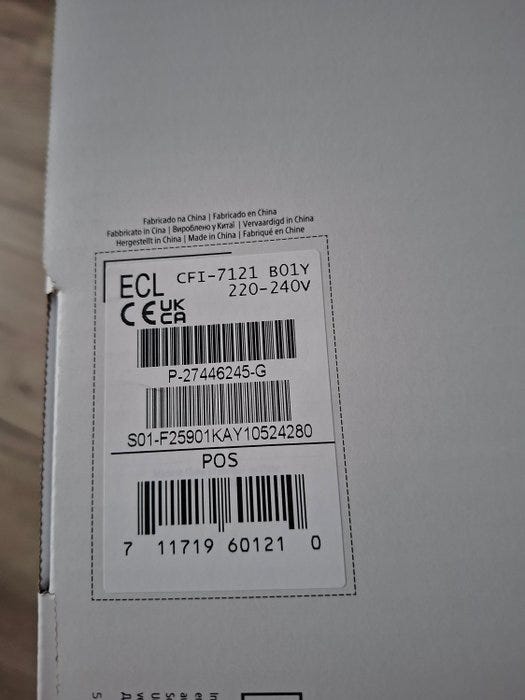 Fabricado na China | Fabricado en China
Fabbricato in Cina | Вироблено у Китаї | Vervaardigd in China
Hergestellt in China | Made in China | Fabriqué en Chine
ECL CFI-7121 B01Y
220-240V
CE UK CA
P-27446245-G
S01-F25901KAY10524280
POS
7 11719 60121 0